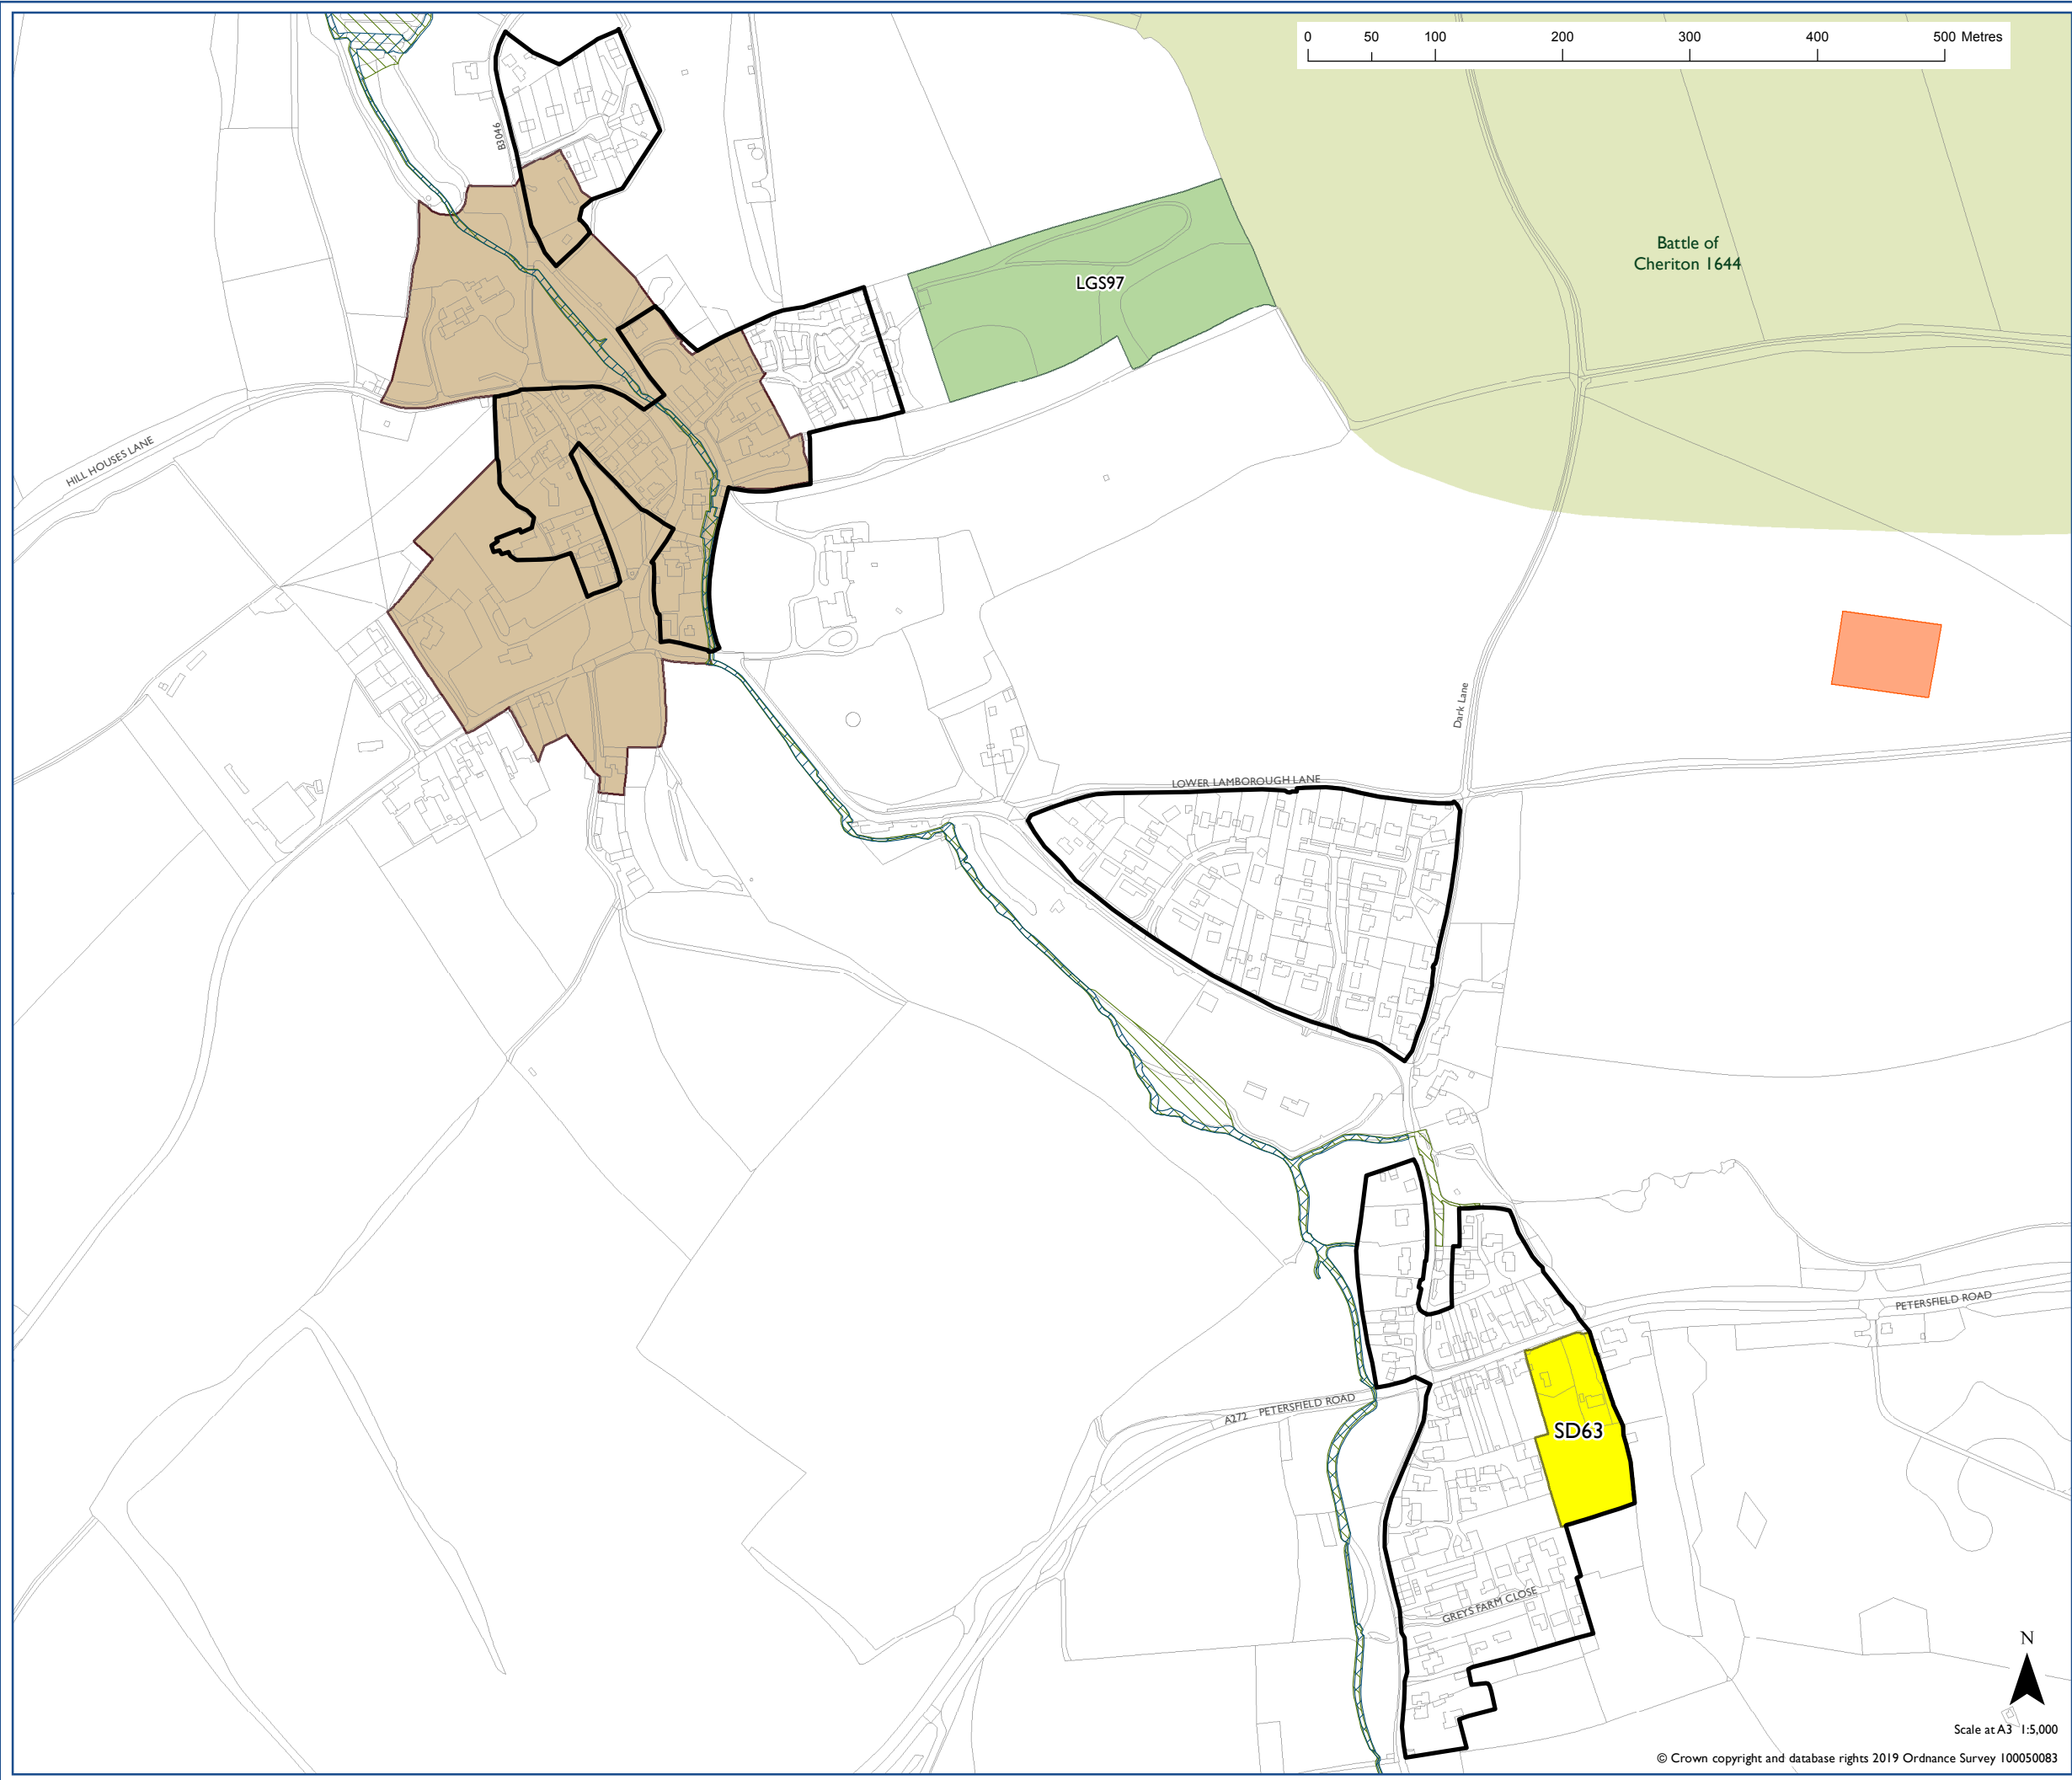 0 50 100 200 300 400 500 Metres
B3046
Battle of
Cheriton 1644
LGS97
HILL HOUSES LANE
Dark Lane
LOWER LAMBOROUGH LANE
PETERSFIELD ROAD
A272 PETERSFIELD ROAD
SD63
GREYS FARM CLOSE
N
Scale at A3 1:5,000
© Crown copyright and database rights 2019 Ordnance Survey 100050083